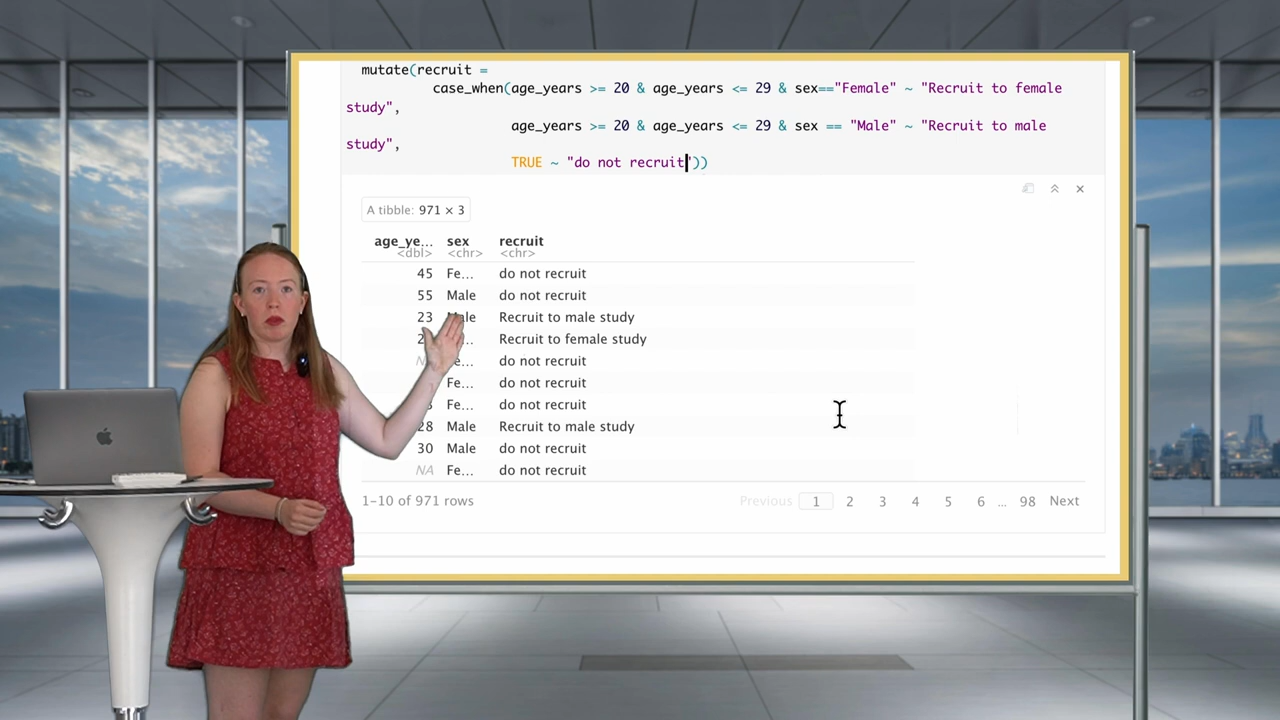 mutate(recruit =
case_when(age_years >= 20 & age_years <= 29 & sex=="Female" ~ "Recruit to female
study",
age_years >= 20 & age_years <= 29 & sex == "Male" ~ "Recruit to male
study",
TRUE ~ "do not recruit"))
A tibble: 971 × 3
age_ye... sex recruit
<dbl> <chr> <chr>
45 Fe... do not recruit
55 Male do not recruit
23 Male Recruit to male study
Recruit to female study
do not recruit
Fe... do not recruit
Fe... do not recruit
28 Male Recruit to male study
30 Male do not recruit
NA Fe... do not recruit
1-10 of 971 rows Previous 1 2 3 4 5 6 ... 98 Next